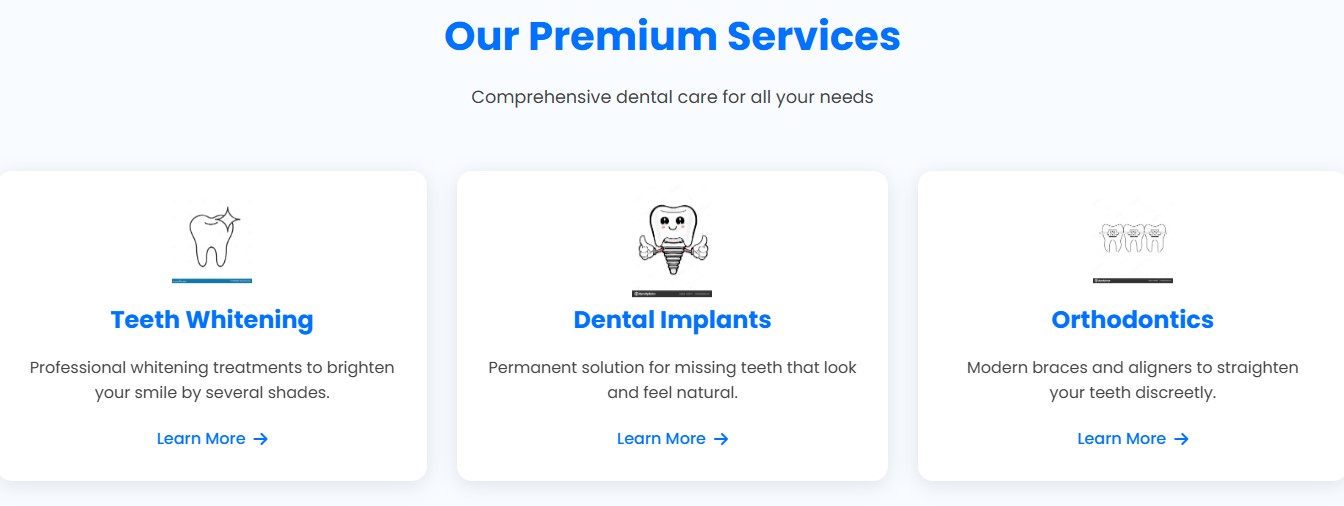 Our Premium Services
Comprehensive dental care for all your needs
Teeth Whitening
Professional whitening treatments to brighten
your smile by several shades.
Learn More →
Dental Implants
Permanent solution for missing teeth that look
and feel natural.
Learn More →
Orthodontics
Modern braces and aligners to straighten
your teeth discreetly.
Learn More →